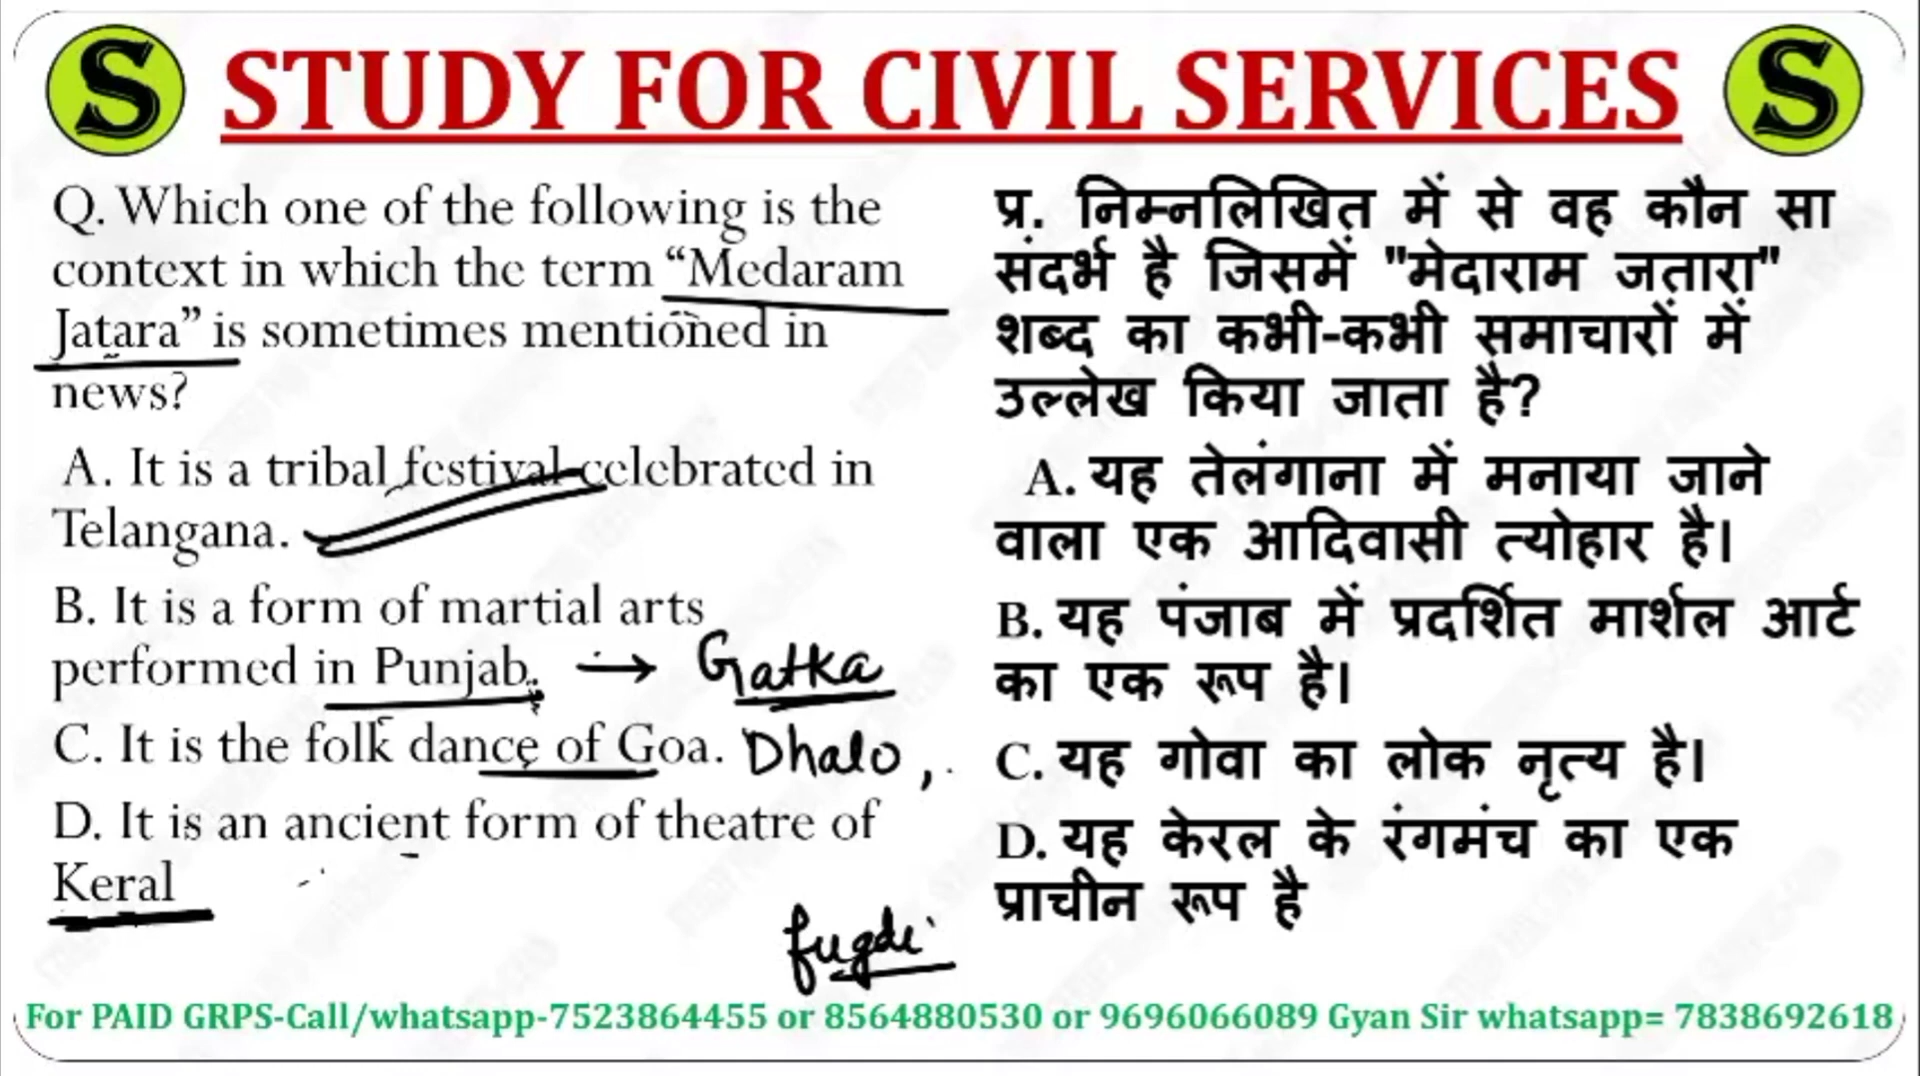 S STUDY FOR CIVIL SERVICES S
Q. Which one of the following is the
context in which the term “Medaram
Jatara” is sometimes mentioned in
news?
A. It is a tribal festival celebrated in
Telangana.
B. It is a form of martial arts
performed in Punjab. → Gatka
C. It is the folk dance of Goa. Dhalo,
D. It is an ancient form of theatre of
Keral
fugdi
प्र. निम्नलिखित में से वह कौन सा
संदर्भ है जिसमें "मेदाराम जतारा"
शब्द का कभी-कभी समाचारों में
उल्लेख किया जाता है?
A. यह तेलंगाना में मनाया जाने
वाला एक आदिवासी त्योहार है।
B. यह पंजाब में प्रदर्शित मार्शल आर्ट
का एक रूप है।
C. यह गोवा का लोक नृत्य है।
D. यह केरल के रंगमंच का एक
प्राचीन रूप है
For PAID GRPS-Call/whatsapp-7523864455 or 8564880530 or 9696066089 Gyan Sir whatsapp= 7838692618